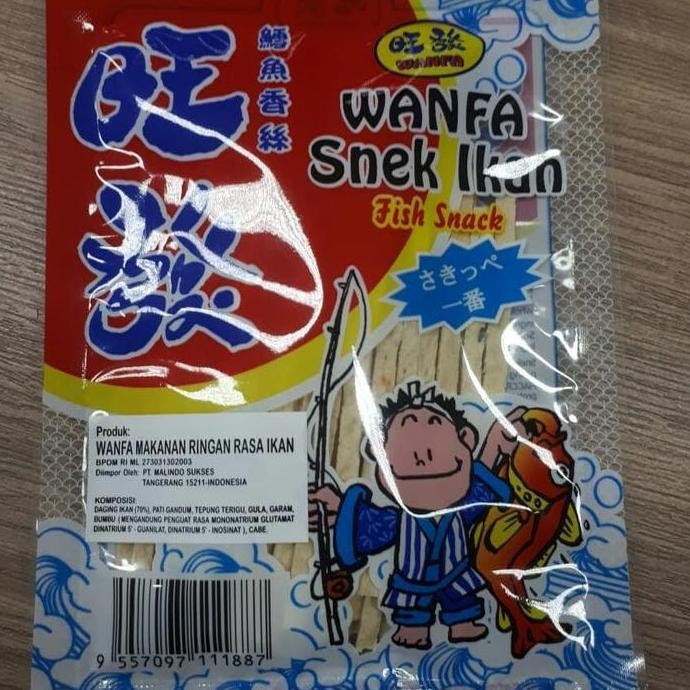 旺發
鱈魚香絲
旺發
WANFA
WANFA
Snek Ikan
Fish Snack
さきっぺ
一番
Produk:
WANFA MAKANAN RINGAN RASA IKAN
BPOM RI ML 273031302003
Diimpor Oleh: PT. MALINDO SUKSES
TANGERANG 15211-INDONESIA
KOMPOSISI:
DAGING IKAN (70%), PATI GANDUM, TEPUNG TERIGU, GULA, GARAM,
BUMBU ( MENGANDUNG PENGUAT RASA MONONATRIUM GLUTAMAT
DINATRIUM 5' - GUANILAT, DINATRIUM 5' - INOSINAT ), CABE.
9 557097 111887